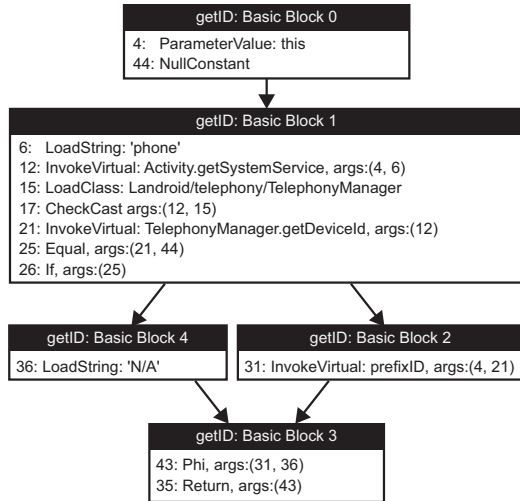 getID: Basic Block 0
4: ParameterValue: this
44: NullConstant
getID: Basic Block 1
6: LoadString: 'phone'
12: InvokeVirtual: Activity.getSystemService, args:(4, 6)
15: LoadClass: Landroid/telephony/TelephonyManager
17: CheckCast args:(12, 15)
21: InvokeVirtual: TelephonyManager.getDeviceId, args:(12)
25: Equal, args:(21, 44)
26: If, args:(25)
getID: Basic Block 4
36: LoadString: 'N/A'
getID: Basic Block 2
31: InvokeVirtual: prefixID, args:(4, 21)
getID: Basic Block 3
43: Phi, args:(31, 36)
35: Return, args:(43)